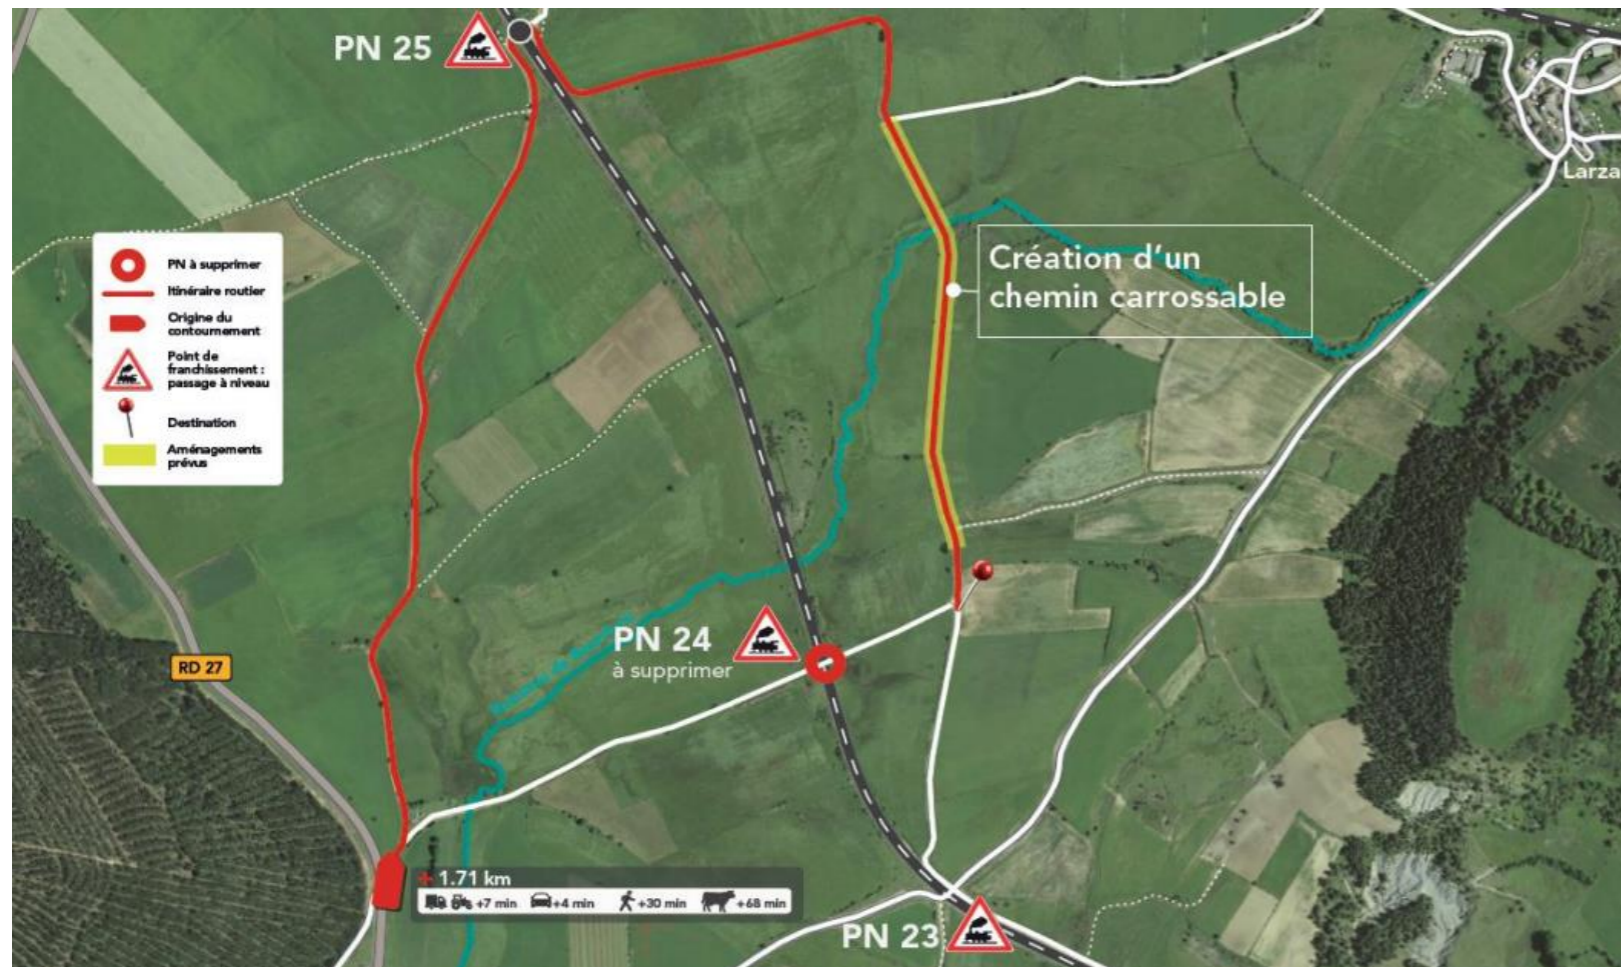 PN 25
Larza
PN à supprimer
Itinéraire routier
Origine du
contournement
Point de
franchissement :
passage à niveau
Destination
Aménagements
prévus
Création d'un
chemin carrossable
PN 24
à supprimer
RD 27
+ 1.71 km
+7 min
+4 min
+30 min
+68 min
PN 23